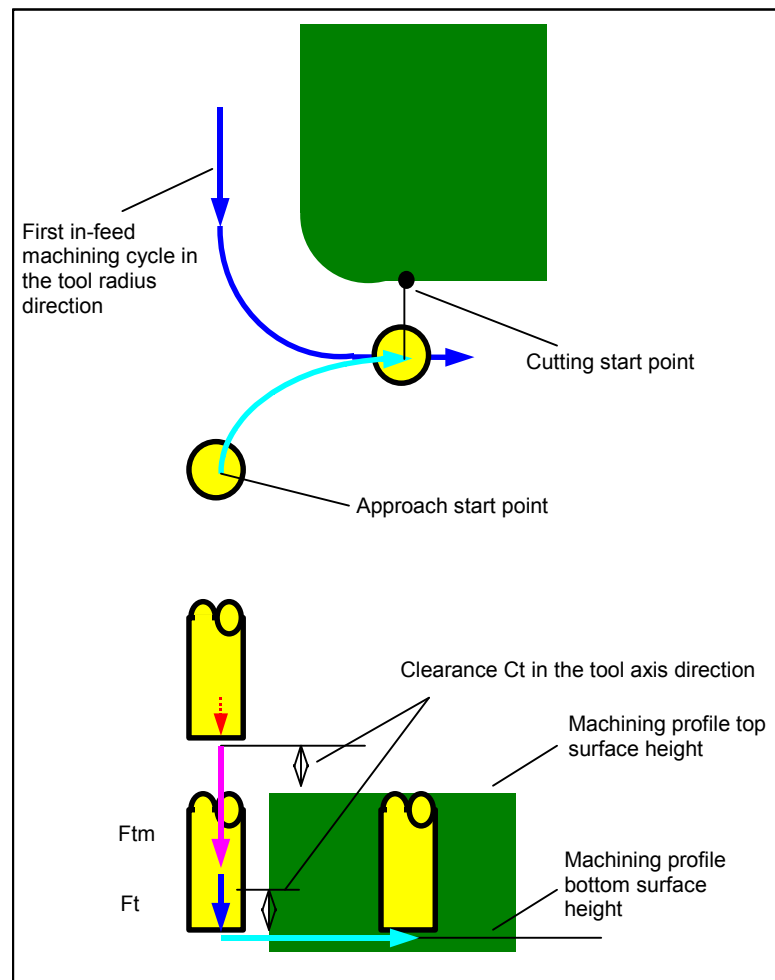 First in-feed
machining cycle in
the tool radius
direction
Cutting start point
Approach start point
Clearance Ct in the tool axis direction
Machining profile top
surface height
Ftm
Machining profile
bottom surface
height
Ft